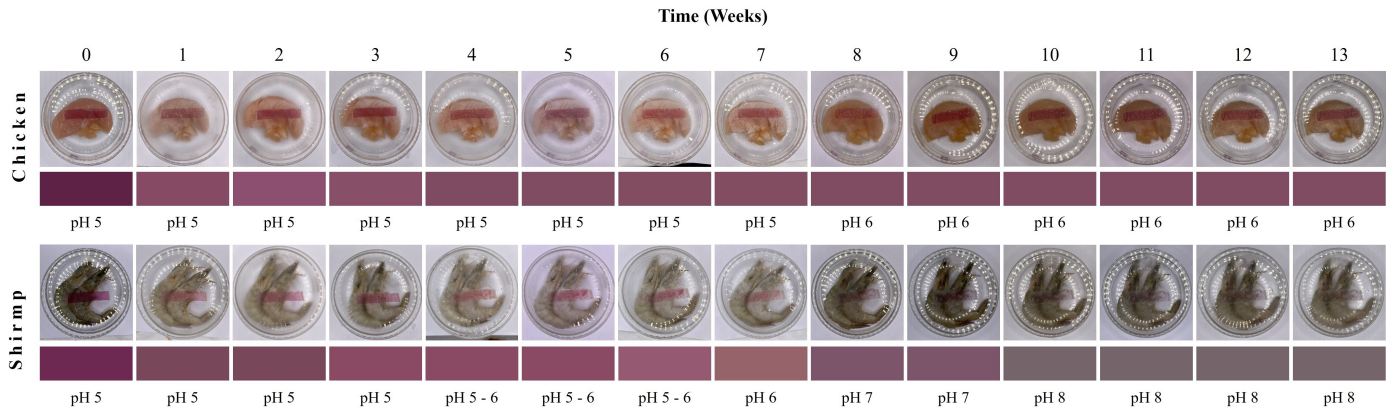 Time (Weeks)
0 1 2 3 4 5 6 7 8 9 10 11 12 13
Chicken
pH 5 pH 5 pH 5 pH 5 pH 5 pH 5 pH 5 pH 5 pH 6 pH 6 pH 6 pH 6 pH 6 pH 6
Shirmp
pH 5 pH 5 pH 5 pH 5 pH 5 - 6 pH 5 - 6 pH 5 - 6 pH 6 pH 7 pH 7 pH 8 pH 8 pH 8 pH 8